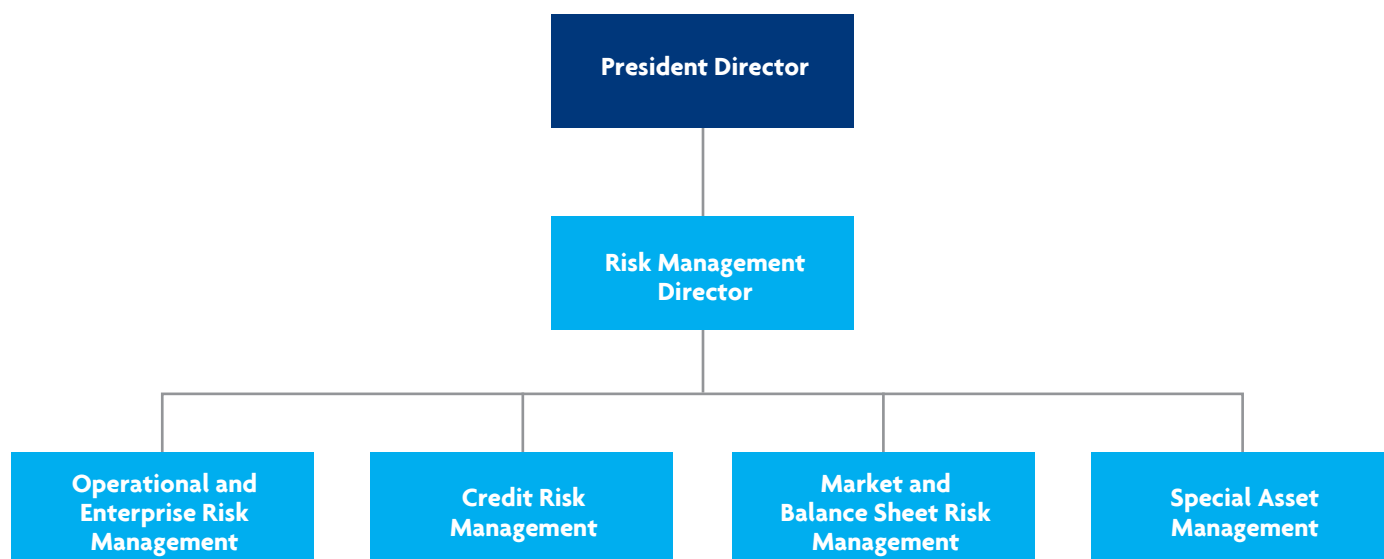 President Director
Risk Management
Director
Operational and
Enterprise Risk
Management
Credit Risk
Management
Market and
Balance Sheet Risk
Management
Special Asset
Management